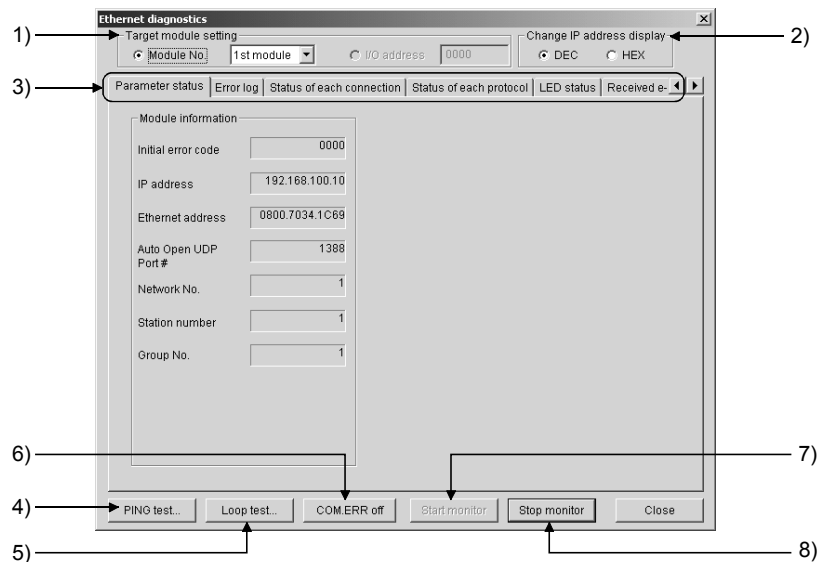 Ethernet diagnostics
1) Target module setting Change IP address display 2)
Module No. 1st module I/O address 0000 DEC HEX
3) Parameter status Error log Status of each connection Status of each protocol LED status Received e-
Module information
Initial error code 0000
IP address 192.168.100.10
Ethernet address 0800.7034.1C69
Auto Open UDP 1388
Port #
Network No. 1
Station number 1
Group No. 1
6) 7)
4) PING test... Loop test... COM.ERR off Start monitor Stop monitor Close
5) 8)